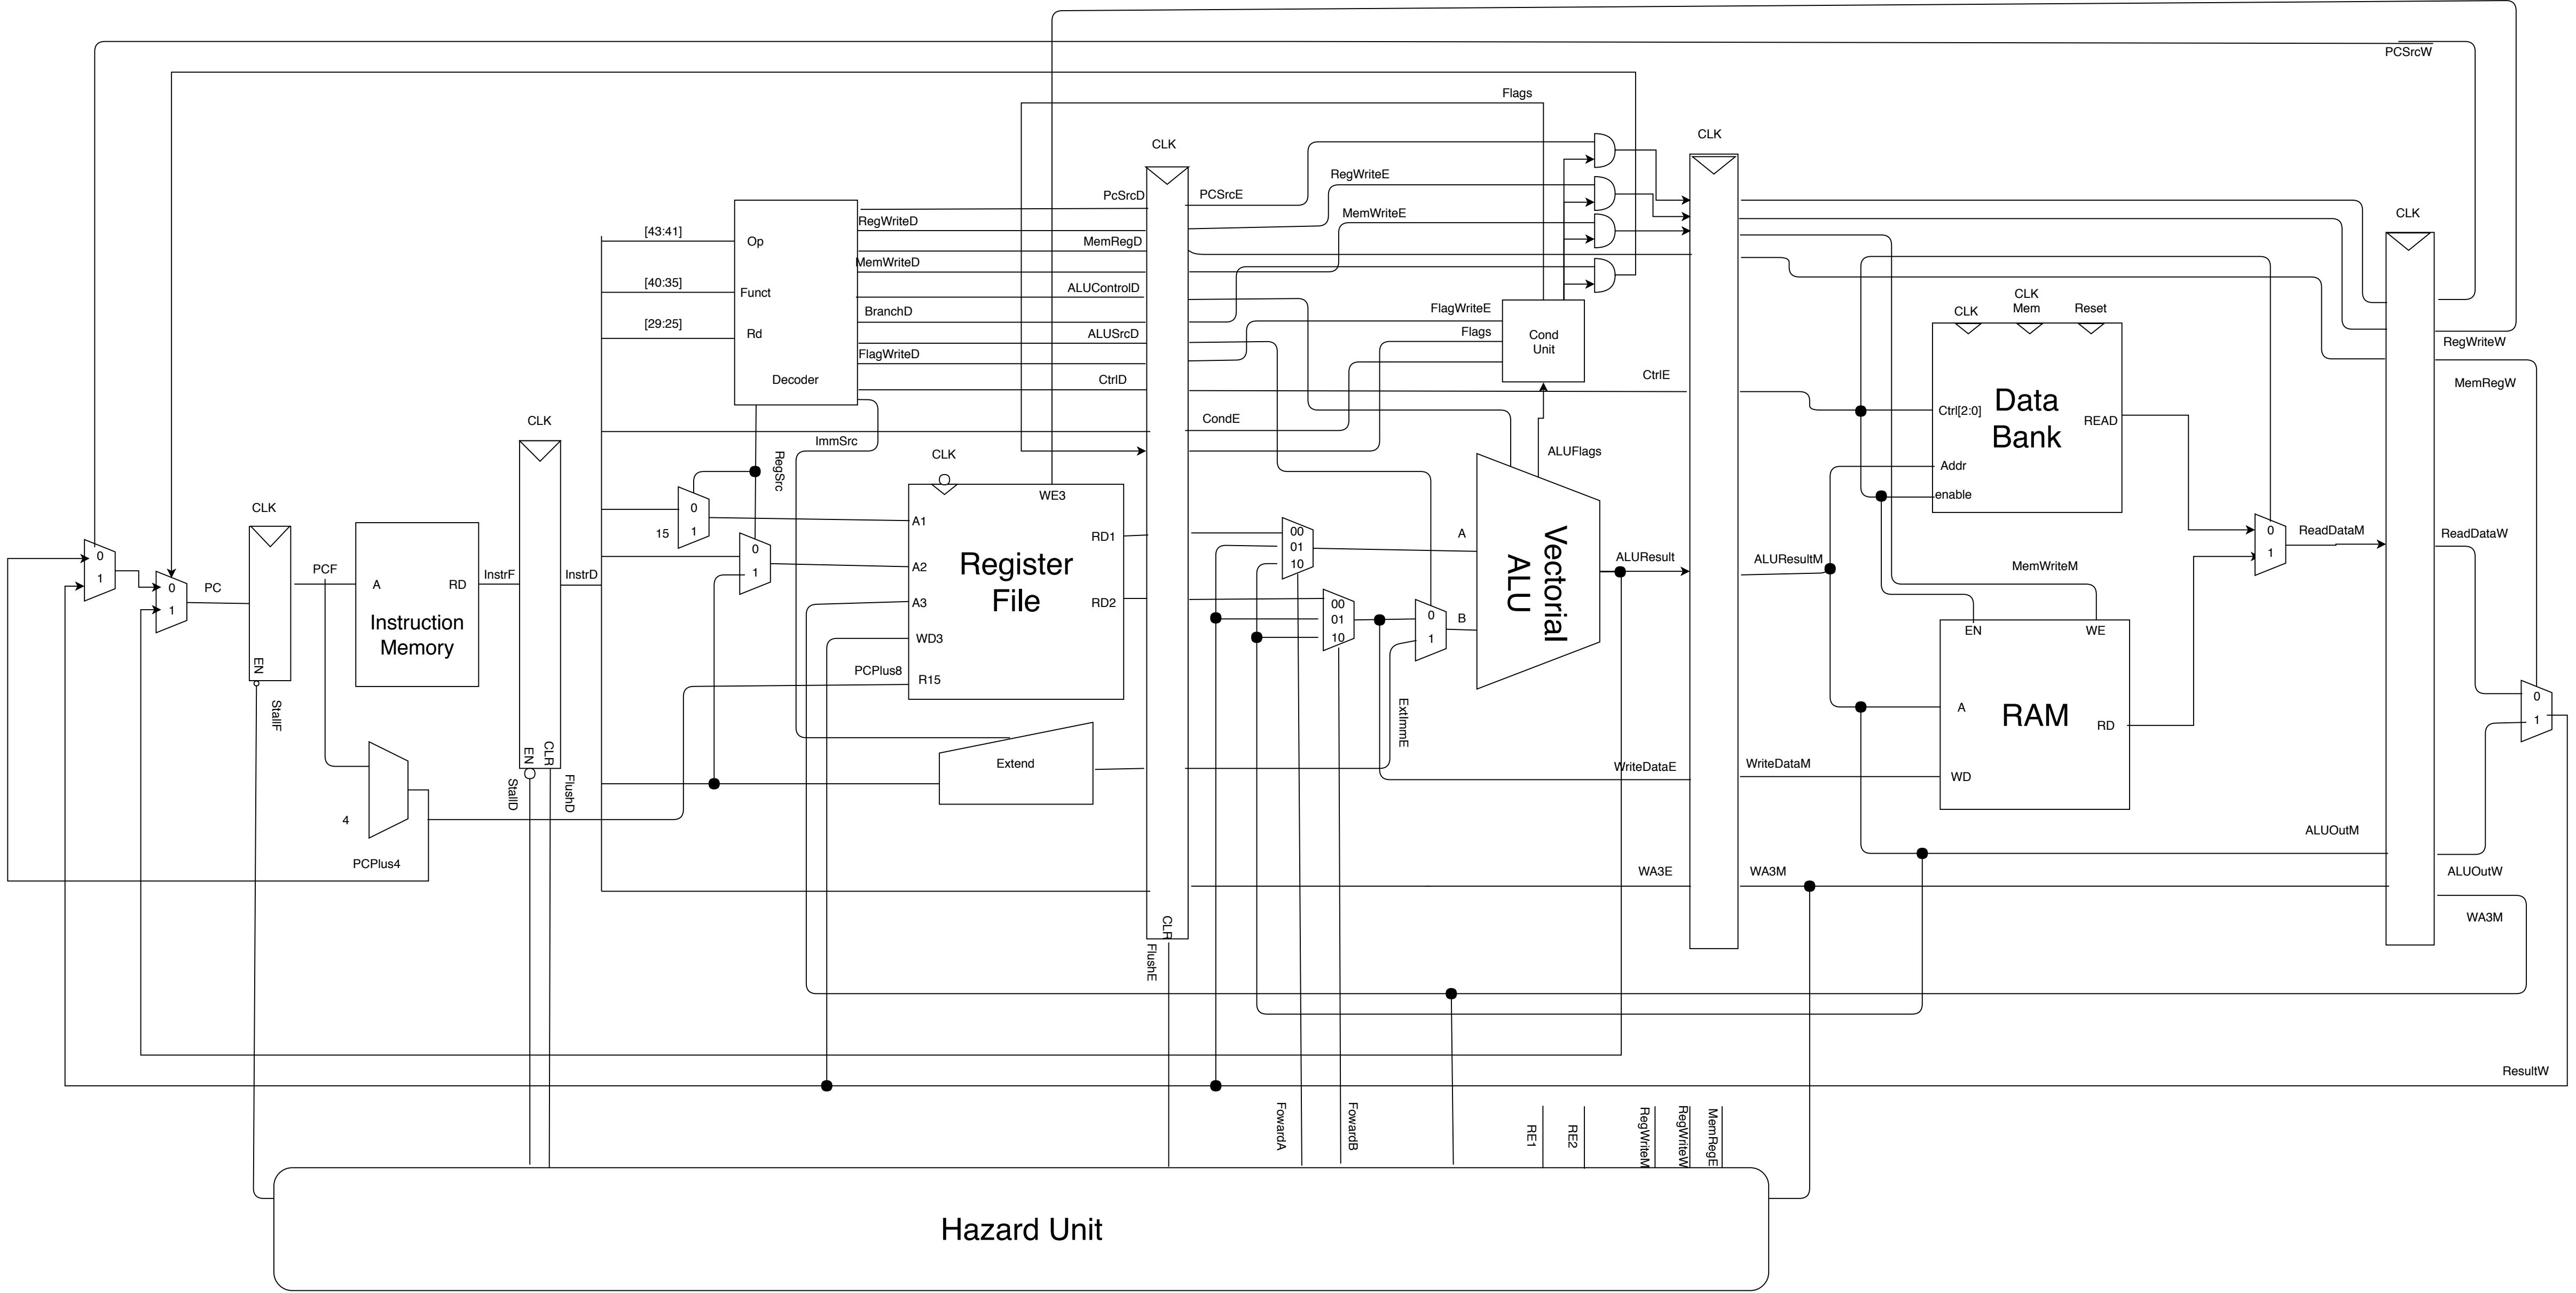 PCSrcW
Flags
CLK
CLK
RegWriteE
PcSrcD
PCSrcE
MemWriteE
CLK
RegWriteD
[43:41]
Op
MemRegD
MemWriteD
[40:35]
Funct
ALUControlD
CLK
Mem
BranchD
FlagWriteE
CLK
Reset
[29:25]
Rd
ALUSrcD
Flags
Cond
Unit
RegWriteW
FlagWriteD
Decoder
CtrlD
CtrlE
MemRegW
CLK
CondE
Ctrl[2:0]
Data
Bank
READ
ImmSrc
RegSrc
CLK
ALUFlags
Addr
WE3
enable
CLK
0
1
15
A1
RD1
00
01
10
A
Vectorial
ALU
0
1
ReadDataM
ReadDataW
0
1
0
1
A2
Register
File
ALUResult
ALUResultM
MemWriteM
PCF
A
RD
InstrF
InstrD
PC
0
1
A3
RD2
00
01
10
0
1
B
EN
WE
Instruction
Memory
WD3
EN
PCPlus8
R15
StallF
ExtImmE
A
RAM
RD
0
1
EN
CLR
Extend
WriteDataE
WriteDataM
WD
StallD
FlushD
4
ALUOutM
PCPlus4
WA3E
WA3M
ALUOutW
CLR
WA3M
FlushE
ResultW
FowardA
FowardB
RE1
RE2
RegWriteM
RegWriteW
MemRegE
Hazard Unit